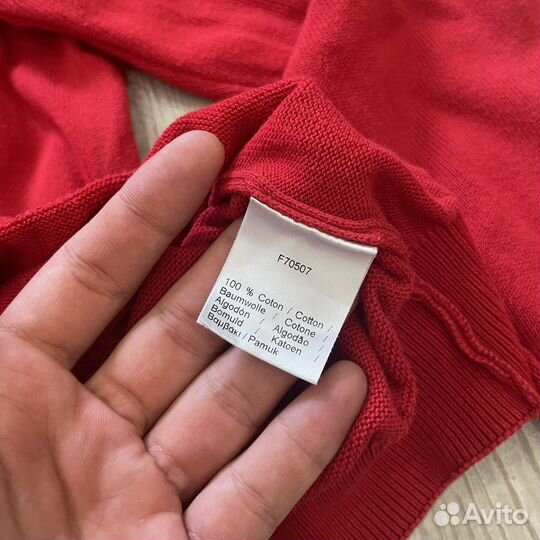 F70507
100 % Coton / Cotton /
Baumwolle / Cotone /
Algodón / Algodão
Bomuld / Katoen /
Βαμβάκι / Pamuk
Avito